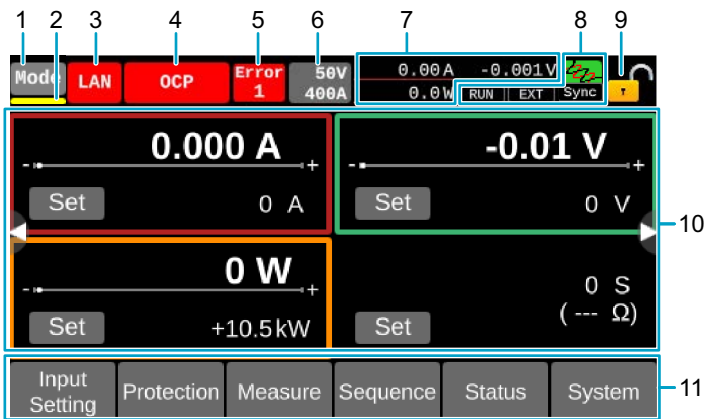 1 2 3 4 5 6 7 8 9
Mode LAN OCP Error 50V 0.00A -0.001V
1 400A 0.0W RUN EXT Sync
0.000 A -0.01 V
- + - +
Set 0 A Set 0 V
10
0 W
- + 0 S
Set +10.5kW Set ( --- Ω)
Input Protection Measure Sequence Status System 11
Setting